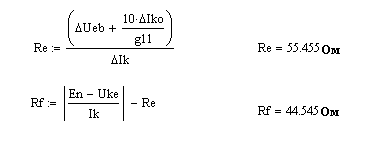 Re := (ΔUeb + 10·ΔIko / g11) / ΔIk    Re = 55.455 Ом
Rf := |En − Uke / Ik| − Re    Rf = 44.545 Ом